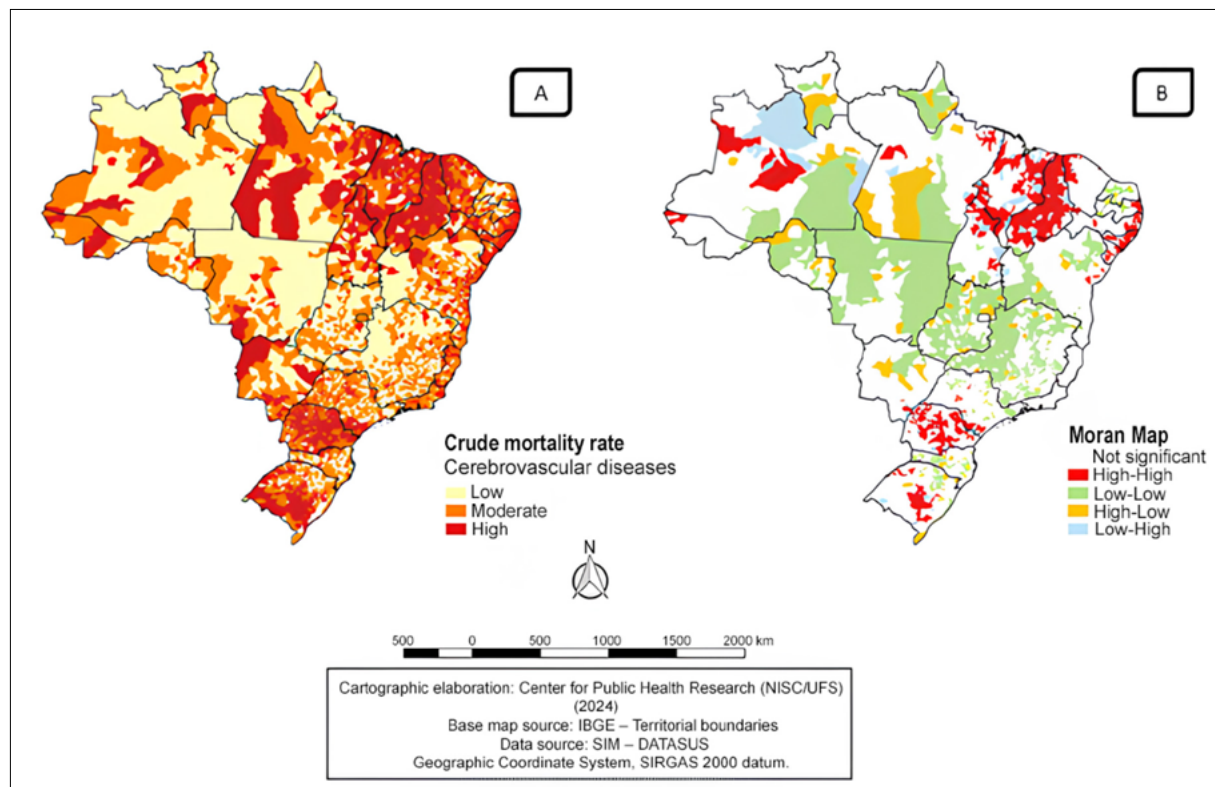 A
B
Crude mortality rate
Cerebrovascular diseases
Low
Moderate
High
Moran Map
Not significant
High-High
Low-Low
High-Low
Low-High
N
500 0 500 1000 1500 2000 km
Cartographic elaboration: Center for Public Health Research (NISC/UFS)
(2024)
Base map source: IBGE – Territorial boundaries
Data source: SIM – DATASUS
Geographic Coordinate System, SIRGAS 2000 datum.